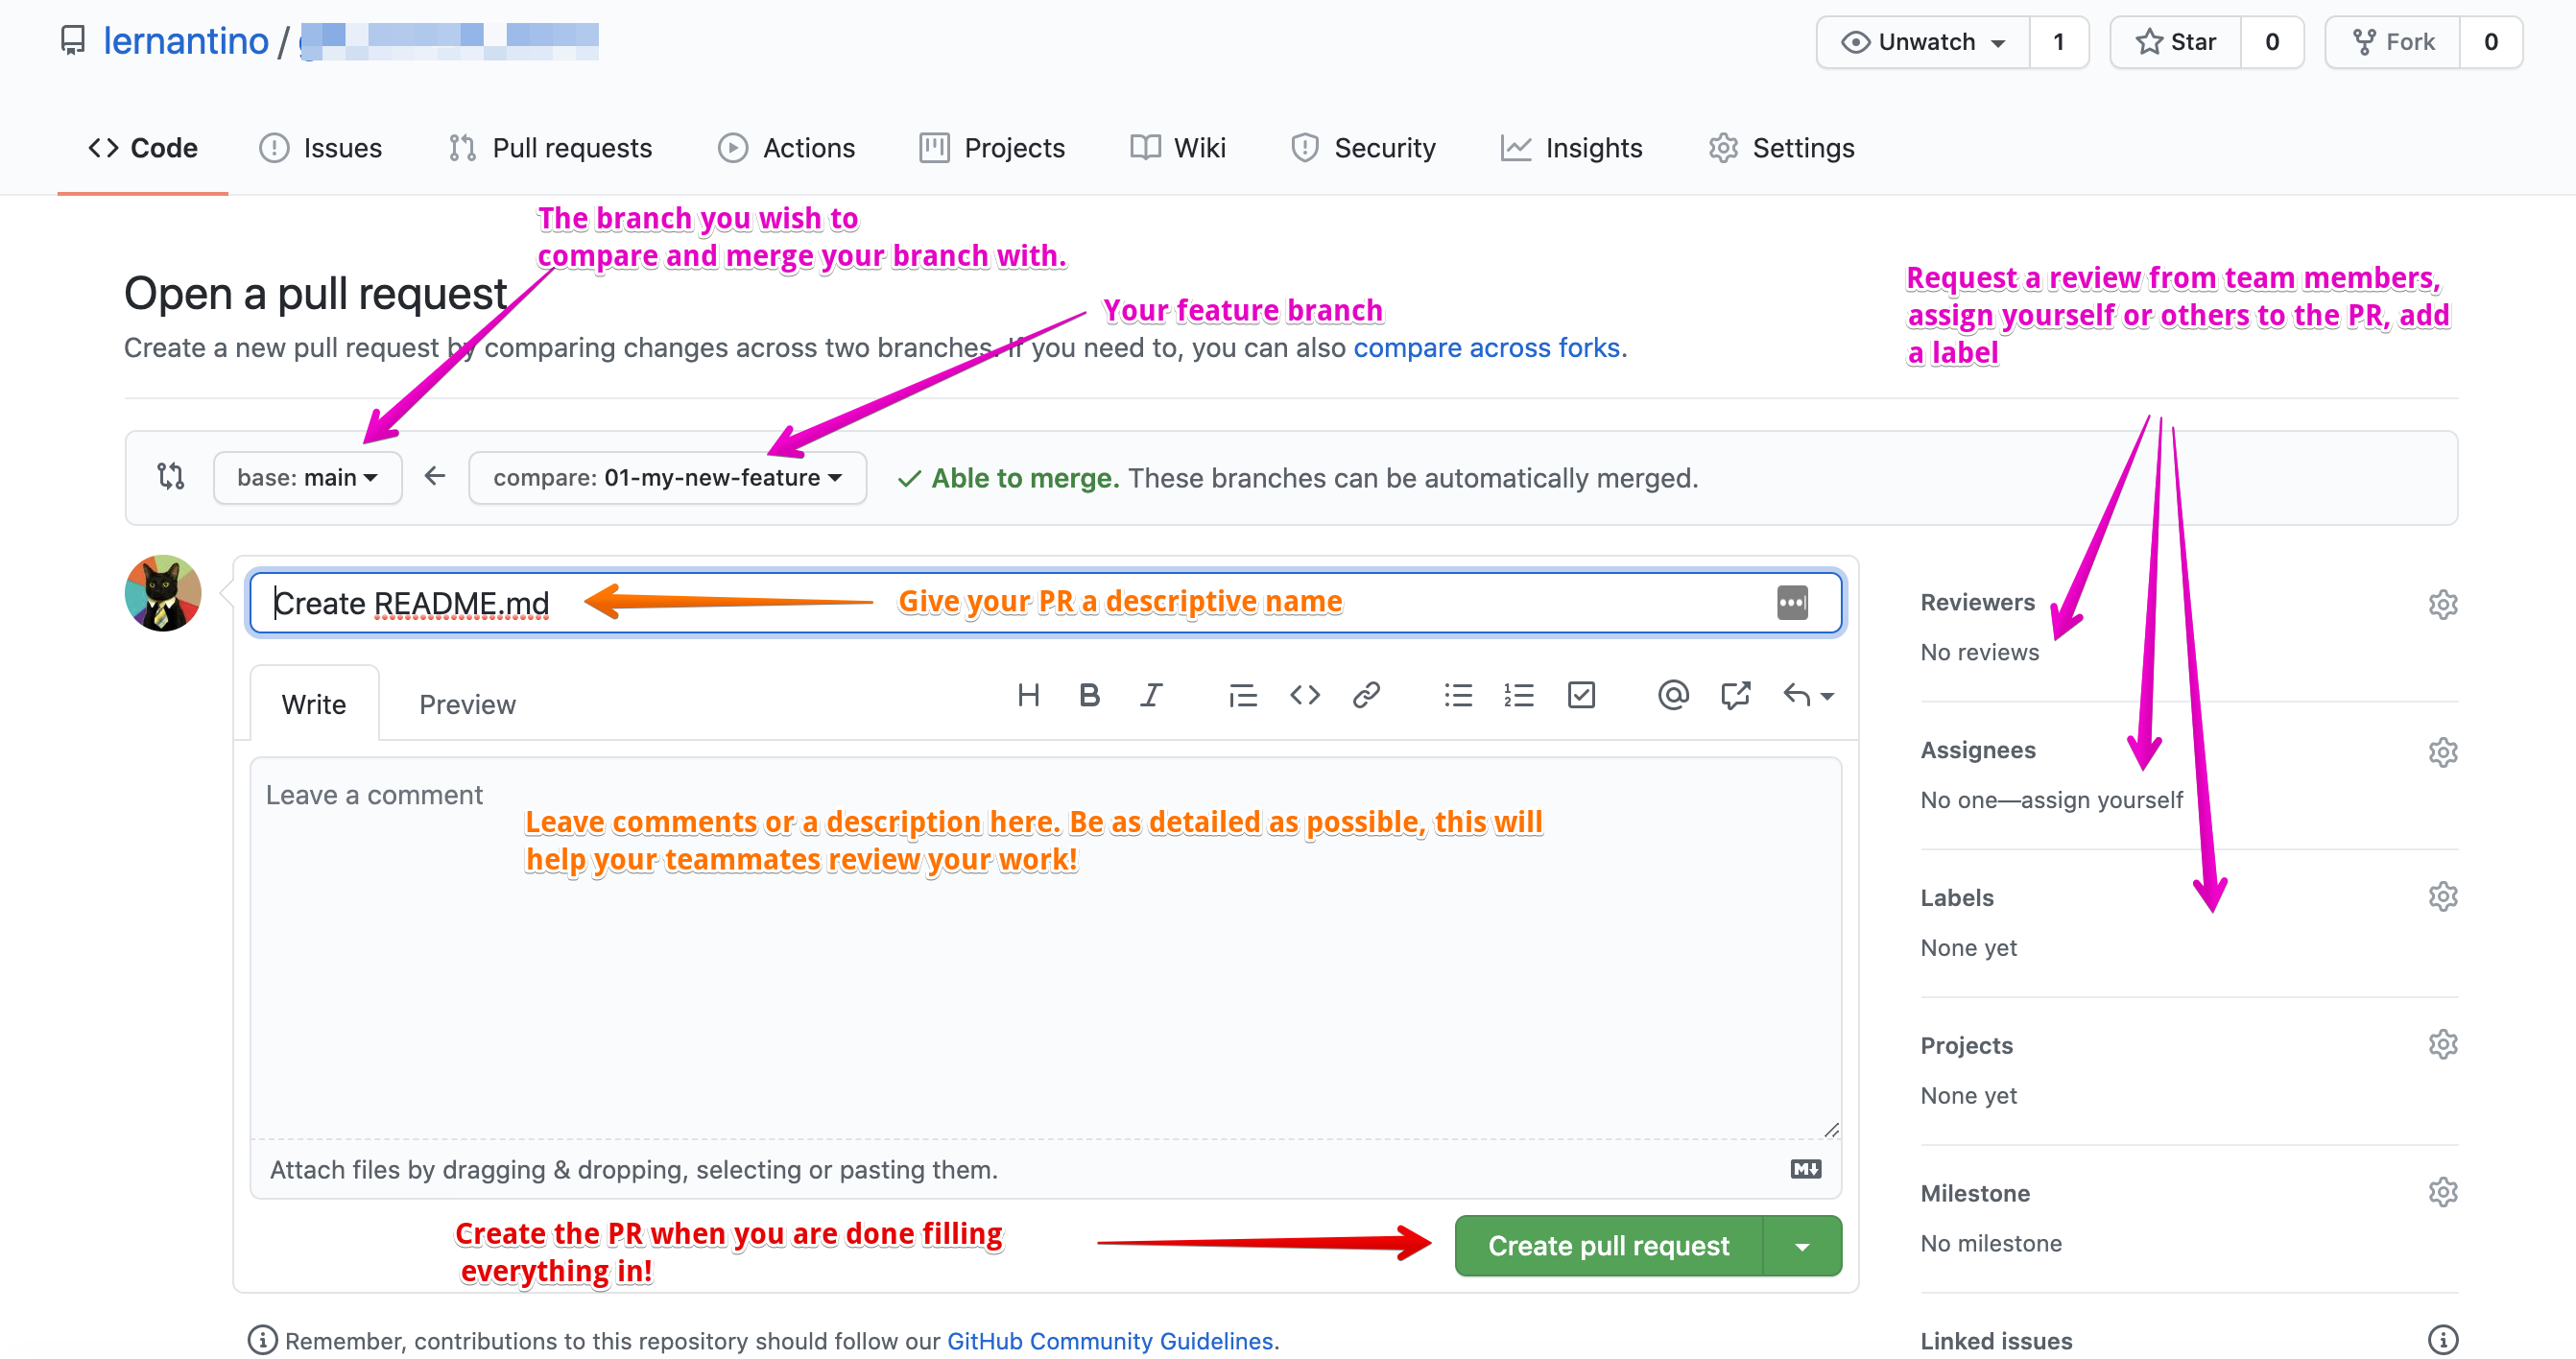 lernantino /
Unwatch 1 Star 0 Fork 0
Code Issues Pull requests Actions Projects Wiki Security Insights Settings
The branch you wish to
compare and merge your branch with.
Open a pull request
Your feature branch
Create a new pull request by comparing changes across two branches. If you need to, you can also compare across forks.
Request a review from team members,
assign yourself or others to the PR, add
a label
base: main
compare: 01-my-new-feature
Able to merge. These branches can be automatically merged.
Create README.md
Give your PR a descriptive name
Write Preview
Leave a comment
Leave comments or a description here. Be as detailed as possible, this will
help your teammates review your work!
Attach files by dragging & dropping, selecting or pasting them.
Create the PR when you are done filling
everything in!
Create pull request
Remember, contributions to this repository should follow our GitHub Community Guidelines.
Reviewers
No reviews
Assignees
No one—assign yourself
Labels
None yet
Projects
None yet
Milestone
No milestone
Linked issues